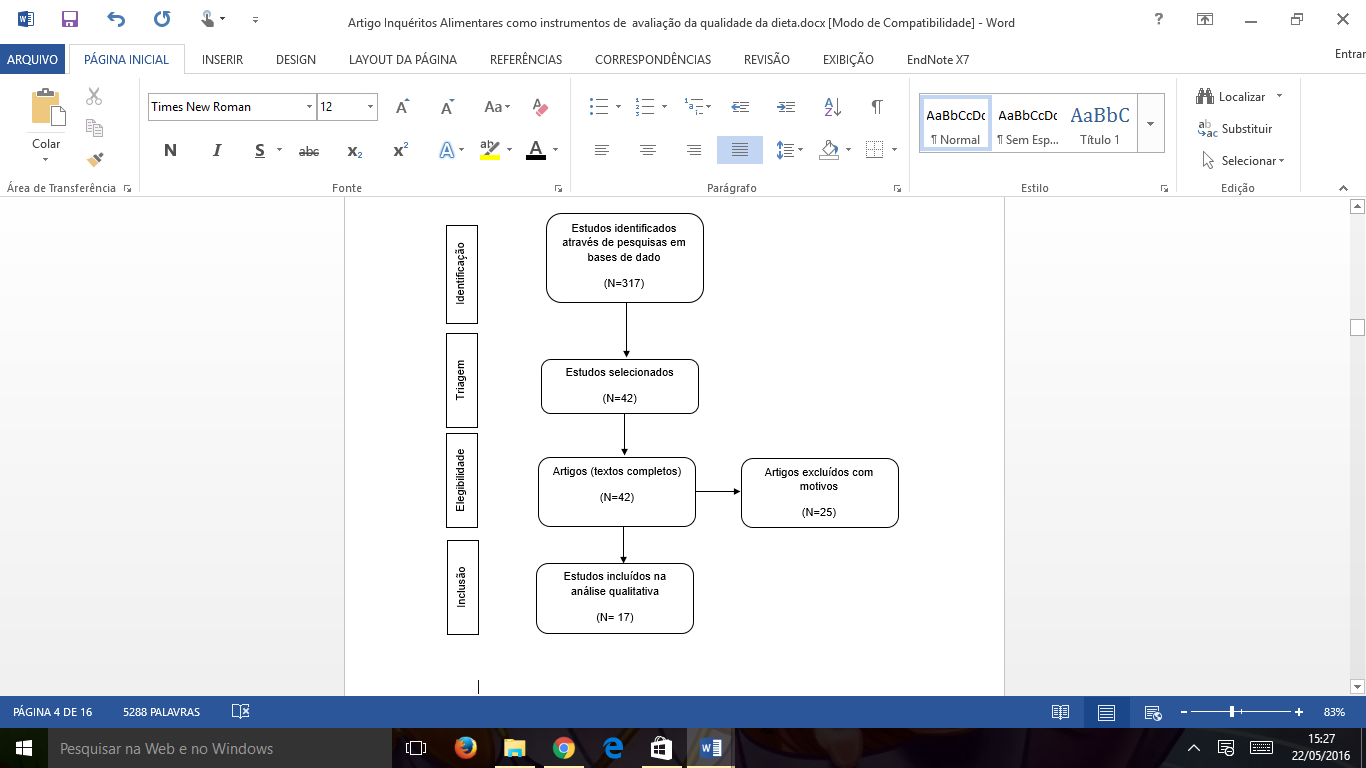 Artigo Inquéritos Alimentares como instrumentos de avaliação da qualidade da dieta.docx [Modo de Compatibilidade] - Word
?
Entrar
ARQUIVO
PÁGINA INICIAL
INSERIR
DESIGN
LAYOUT DA PÁGINA
REFERÊNCIAS
CORRESPONDÊNCIAS
REVISÃO
EXIBIÇÃO
EndNote X7
Colar
Área de Transferência
Times New Roman
12
A A Aa A
N I S abc x₂ x² A ab A
Fonte
Parágrafo
AaBbCcDc
¶ Normal
AaBbCcDc
¶ Sem Esp...
AaBbC
Título 1
Estilo
Localizar
Substituir
Selecionar
Edição
Identificação
Estudos identificados
através de pesquisas em
bases de dado
(N=317)
Triagem
Estudos selecionados
(N=42)
Elegibilidade
Artigos (textos completos)
(N=42)
Artigos excluídos com
motivos
(N=25)
Inclusão
Estudos incluídos na
análise qualitativa
(N= 17)
PÁGINA 4 DE 16
5288 PALAVRAS
83%
Pesquisar na Web e no Windows
15:27
22/05/2016